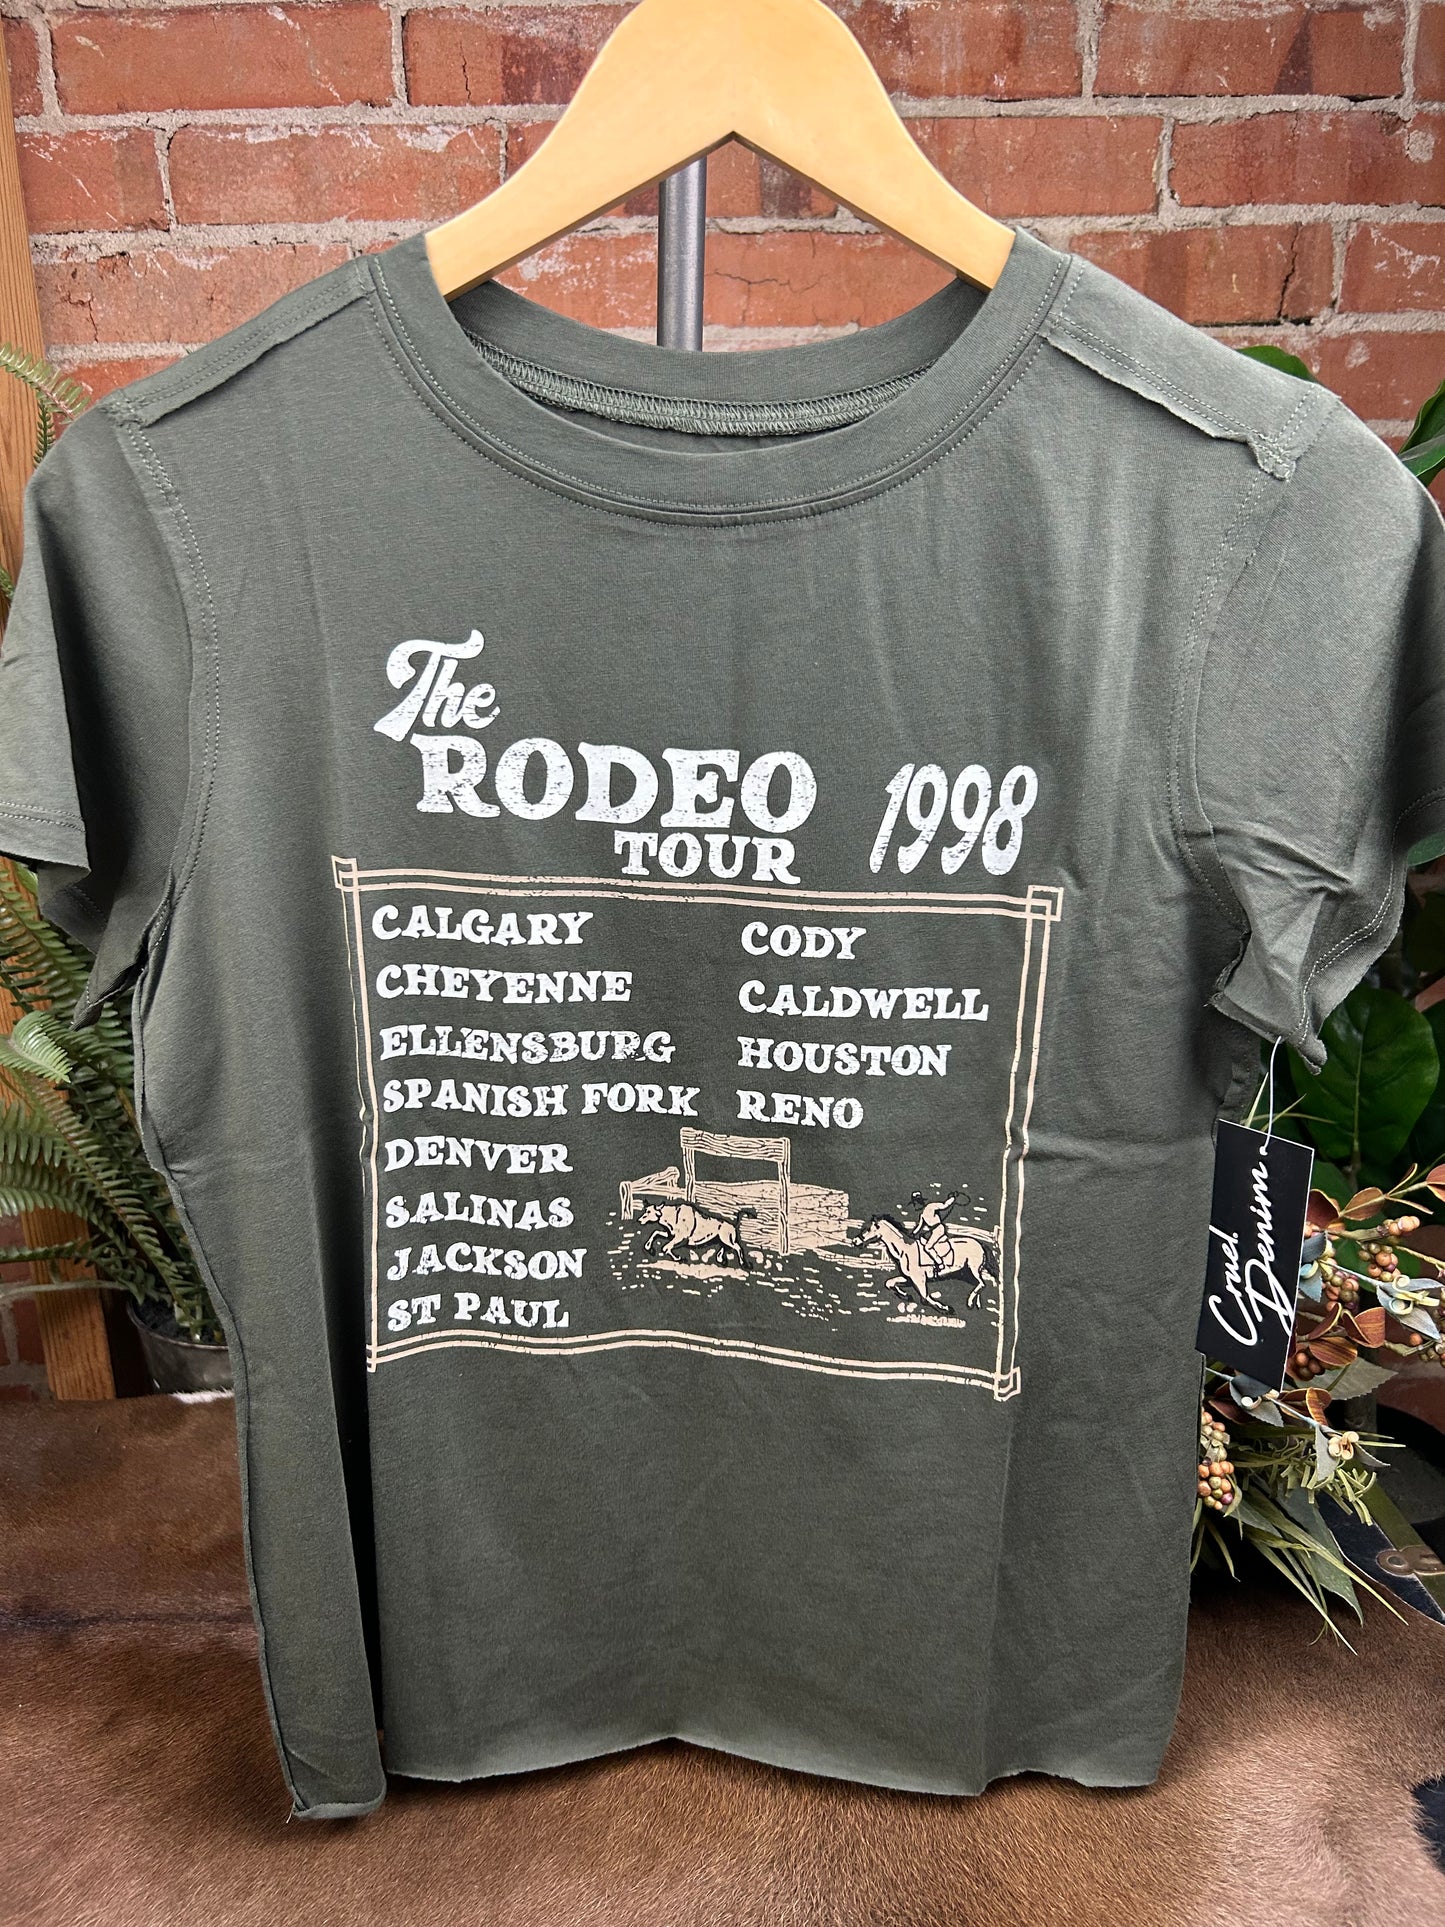 The
RODEO 1998
TOUR
CALGARY
CHEYENNE
ELLENSBURG
SPANISH FORK
DENVER
SALINAS
JACKSON
ST PAUL
CODY
CALDWELL
HOUSTON
RENO
Cruel
Denim